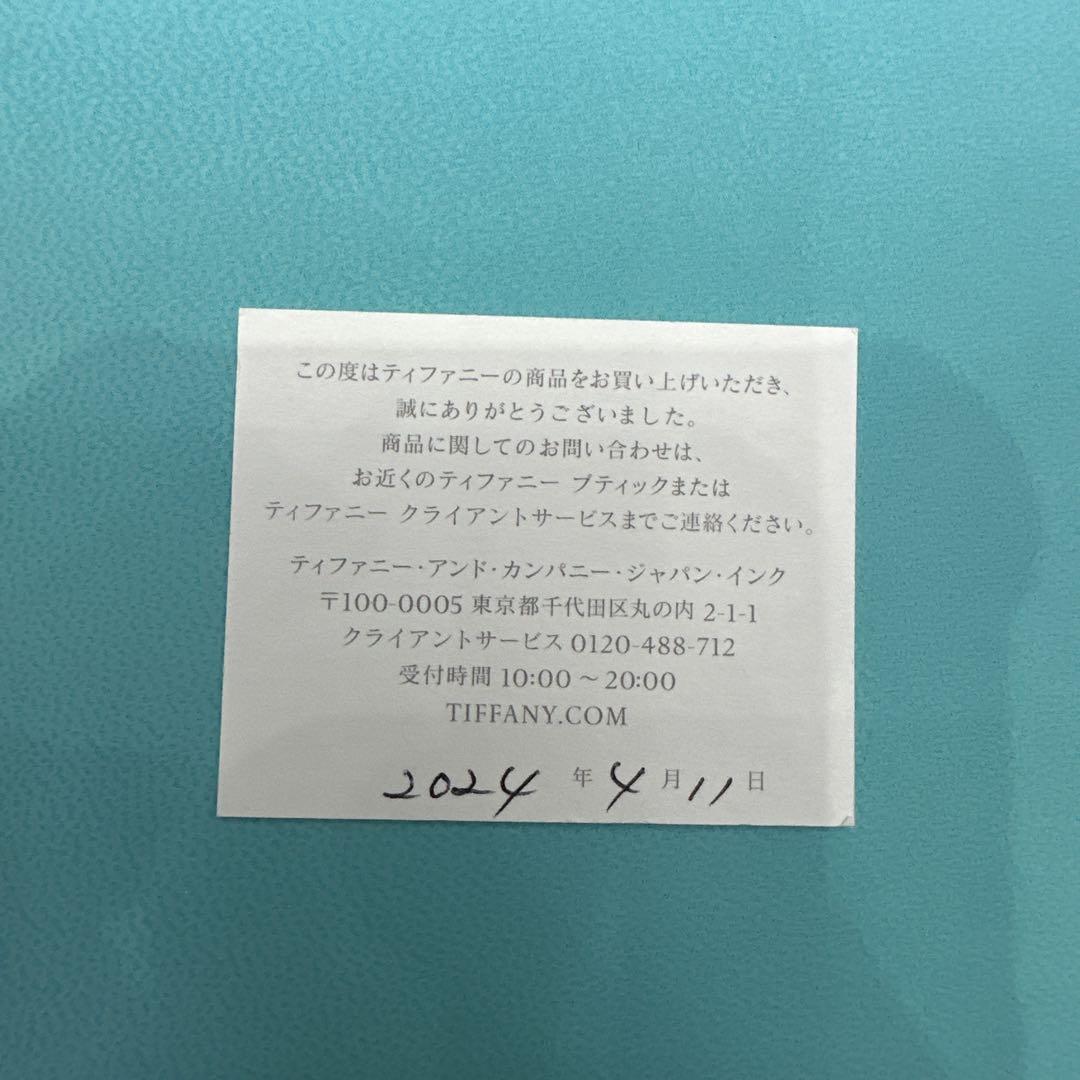 この度はティファニーの商品をお買い上げいただき、
誠にありがとうございました。
商品に関してのお問い合わせは、
お近くのティファニー ブティックまたは
ティファニー クライアントサービスまでご連絡ください。
ティファニー・アンド・カンパニー・ジャパン・インク
〒100-0005 東京都千代田区丸の内 2-1-1
クライアントサービス 0120-488-712
受付時間 10:00 〜 20:00
TIFFANY.COM
2024 年 4 月 11 日